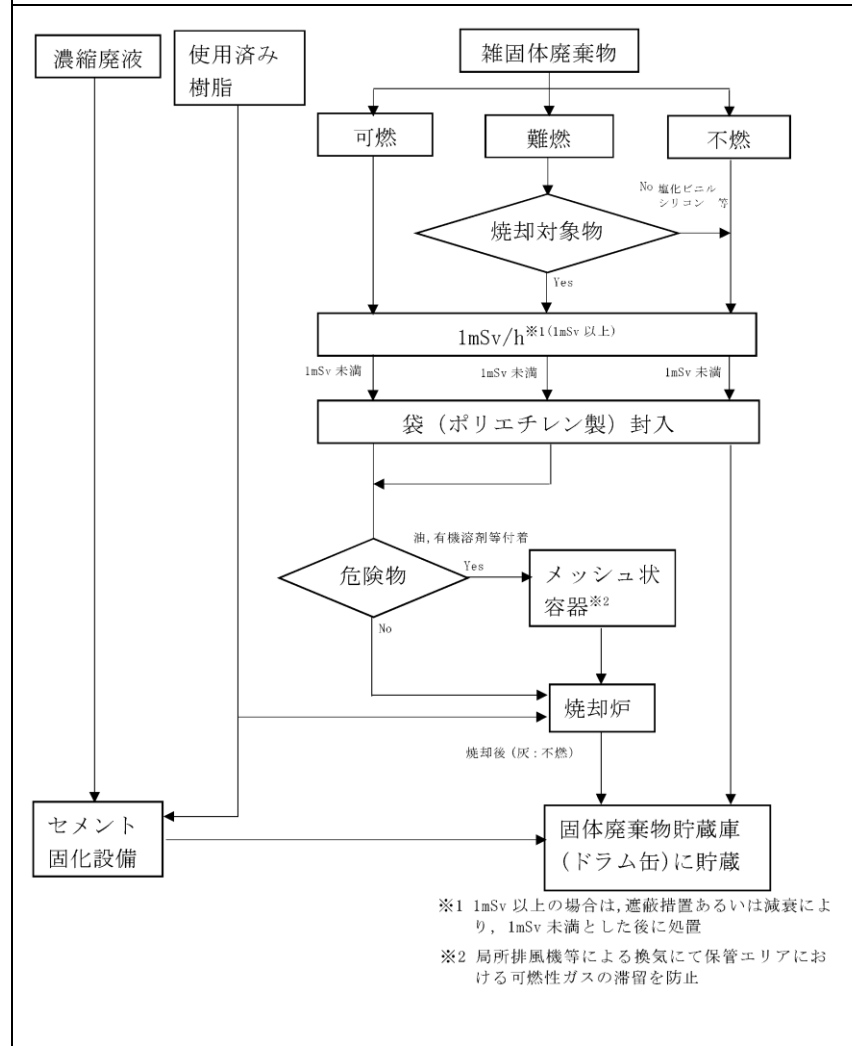 濃縮廃液
使用済み
樹脂
雑固体廃棄物
可燃
難燃
不燃
No 塩化ビニル
シリコン 等
焼却対象物
Yes
1mSv/h※1(1mSv 以上)
1mSv 未満
1mSv 未満
1mSv 未満
袋（ポリエチレン製）封入
油,有機溶剤等付着
危険物
Yes
メッシュ状
容器※2
No
焼却炉
焼却後(灰:不燃)
セメント
固化設備
固体廃棄物貯蔵庫
(ドラム缶)に貯蔵
※1 1mSv 以上の場合は,遮蔽措置あるいは減衰によ
り, 1mSv 未満とした後に処置
※2 局所排風機等による換気にて保管エリアにお
ける可燃性ガスの滞留を防止